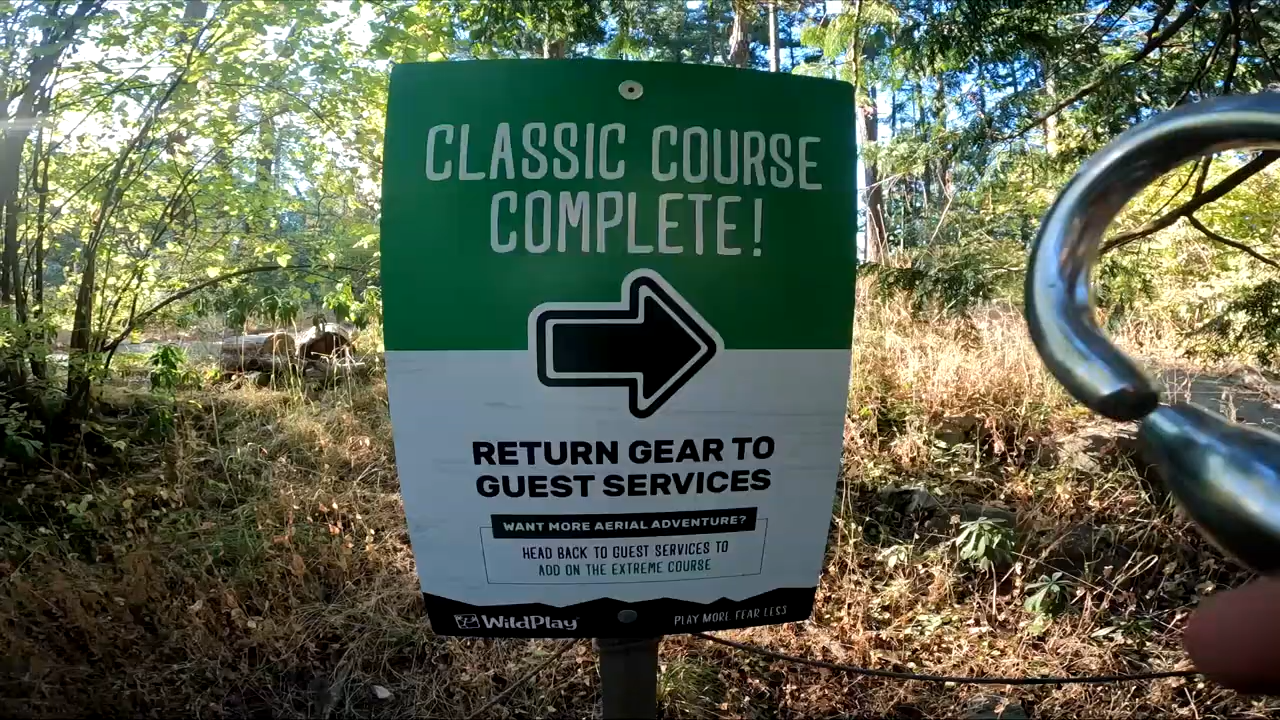 CLASSIC COURSE
COMPLETE!
RETURN GEAR TO
GUEST SERVICES
WANT MORE AERIAL ADVENTURE?
HEAD BACK TO GUEST SERVICES TO
ADD ON THE EXTREME COURSE
WILDPLAY
PLAY MORE FEAR LESS